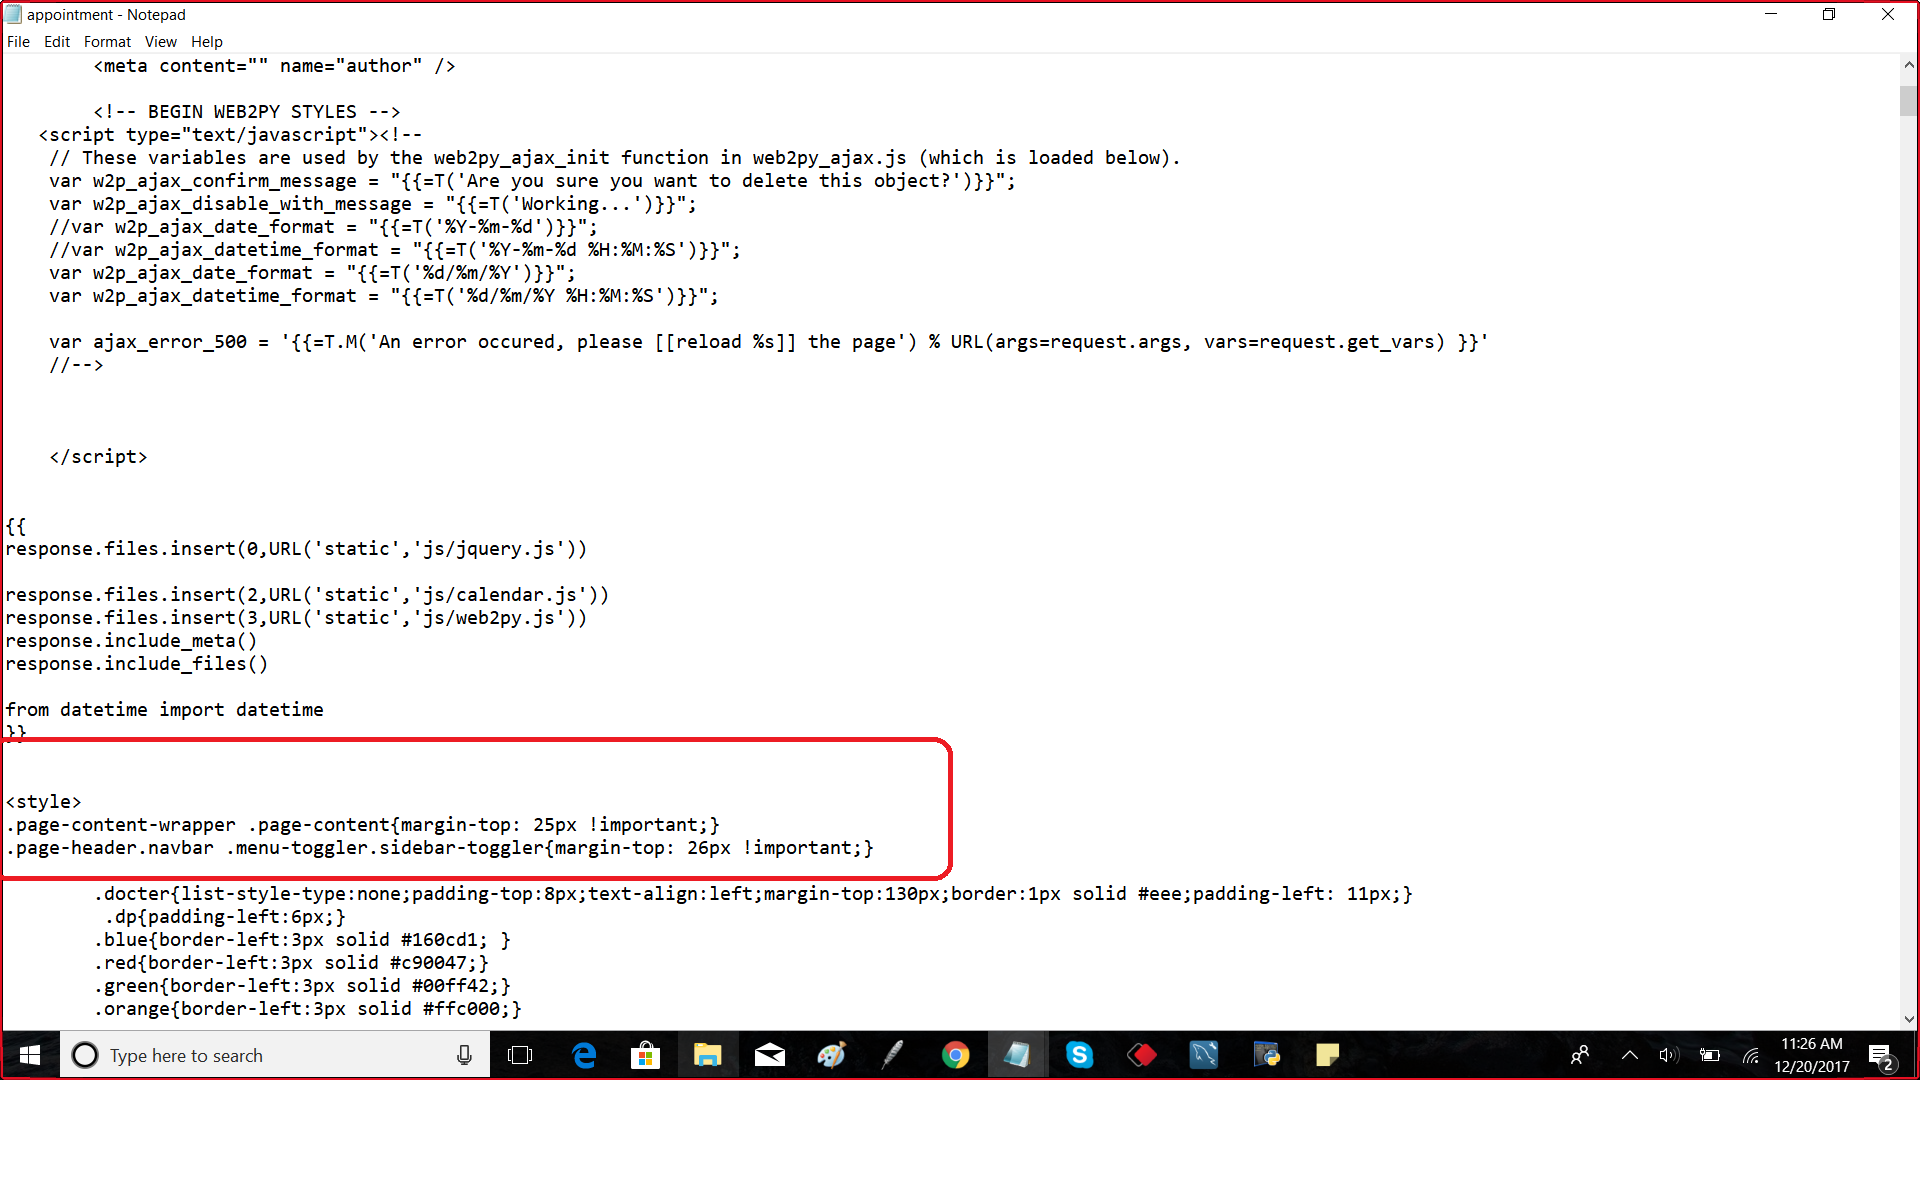 appointment - Notepad
File Edit Format View Help
<meta content="" name="author" />
<!-- BEGIN WEB2PY STYLES -->
<script type="text/javascript"><!--
// These variables are used by the web2py_ajax_init function in web2py_ajax.js (which is loaded below).
var w2p_ajax_confirm_message = "{{=T('Are you sure you want to delete this object?')}}";
var w2p_ajax_disable_with_message = "{{=T('Working...')}}";
//var w2p_ajax_date_format = "{{=T('%Y-%m-%d')}}";
//var w2p_ajax_datetime_format = "{{=T('%Y-%m-%d %H:%M:%S')}}";
var w2p_ajax_date_format = "{{=T('%d/%m/%Y')}}";
var w2p_ajax_datetime_format = "{{=T('%d/%m/%Y %H:%M:%S')}}";
var ajax_error_500 = '{{=T.M('An error occured, please [[reload %s]] the page') % URL(args=request.args, vars=request.get_vars) }}'
//-->
</script>
{{
response.files.insert(0,URL('static','js/jquery.js'))
response.files.insert(2,URL('static','js/calendar.js'))
response.files.insert(3,URL('static','js/web2py.js'))
response.include_meta()
response.include_files()
from datetime import datetime
}}
<style>
.page-content-wrapper .page-content{margin-top: 25px !important;}
.page-header.navbar .menu-toggler.sidebar-toggler{margin-top: 26px !important;}
.docter{list-style-type:none;padding-top:8px;text-align:left;margin-top:130px;border:1px solid #eee;padding-left: 11px;}
.dp{padding-left:6px;}
.blue{border-left:3px solid #160cd1; }
.red{border-left:3px solid #c90047;}
.green{border-left:3px solid #00ff42;}
.orange{border-left:3px solid #ffc000;}
Type here to search
11:26 AM
12/20/2017
2